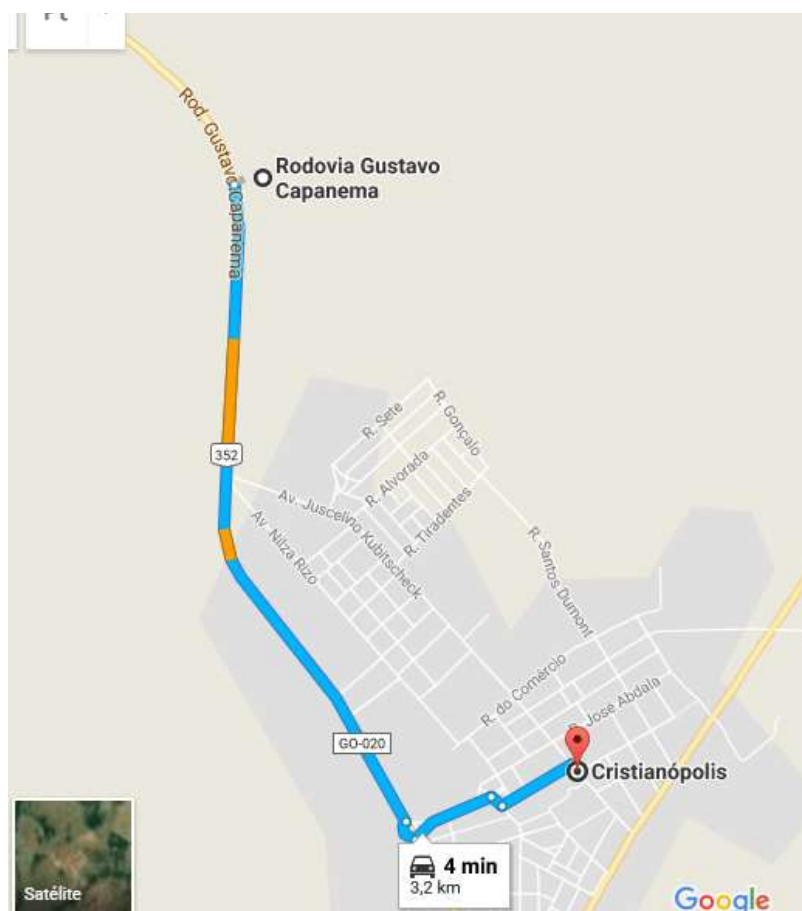 Rod. Gustavo Capanema
Rodovia Gustavo
Capanema
R. Sete
R. Gonçalo
R. Alvorada
352
Av. Juscelino Kubitscheck
R. Tiradentes
Av. Nilza Rizo
R. Santos Dumont
R. do Comércio
R. Jose Abdala
GO-020
Cristianópolis
4 min
3,2 km
Satélite
Google